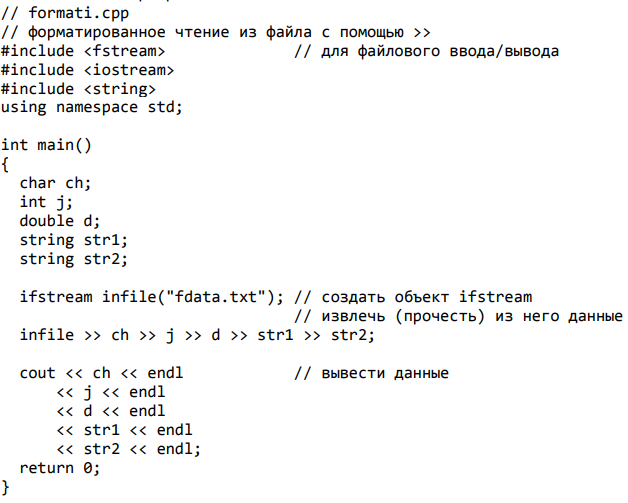 // formati.cpp
// форматированное чтение из файла с помощью >>
#include <fstream>              // для файлового ввода/вывода
#include <iostream>
#include <string>
using namespace std;

int main()
{
  char ch;
  int j;
  double d;
  string str1;
  string str2;

  ifstream infile("fdata.txt"); // создать объект ifstream
                                // извлечь (прочесть) из него данные
  infile >> ch >> j >> d >> str1 >> str2;

  cout << ch << endl            // вывести данные
      << j << endl
      << d << endl
      << str1 << endl
      << str2 << endl;
  return 0;
}